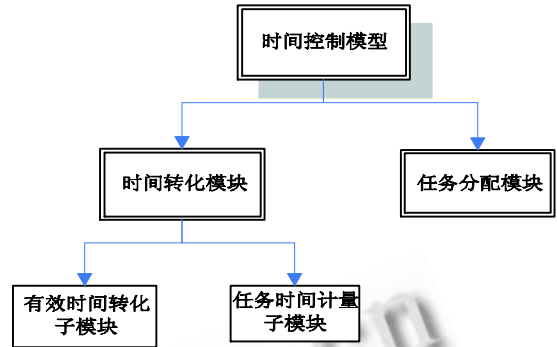 时间控制模型
时间转化模块
任务分配模块
有效时间转化
子模块
任务时间计量
子模块